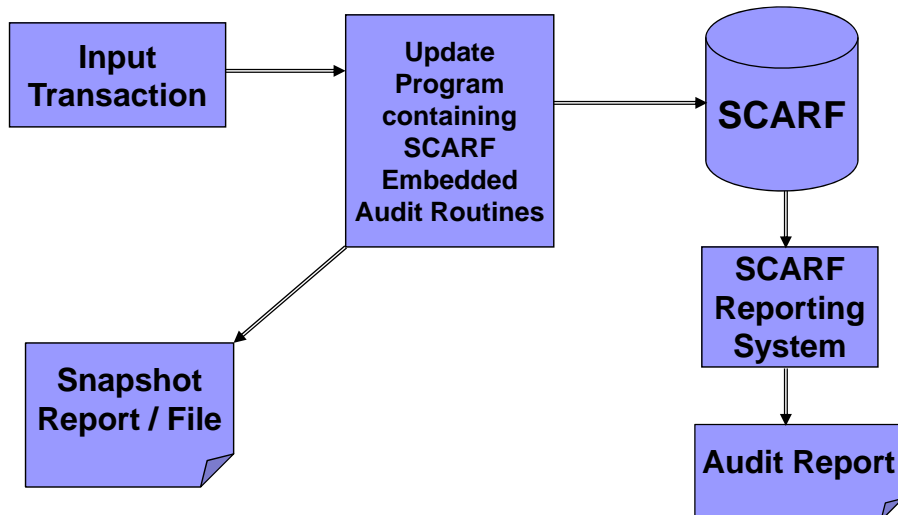 Input
Transaction
Update
Program
containing
SCARF
Embedded
Audit Routines
SCARF
SCARF
Reporting
System
Snapshot
Report / File
Audit Report